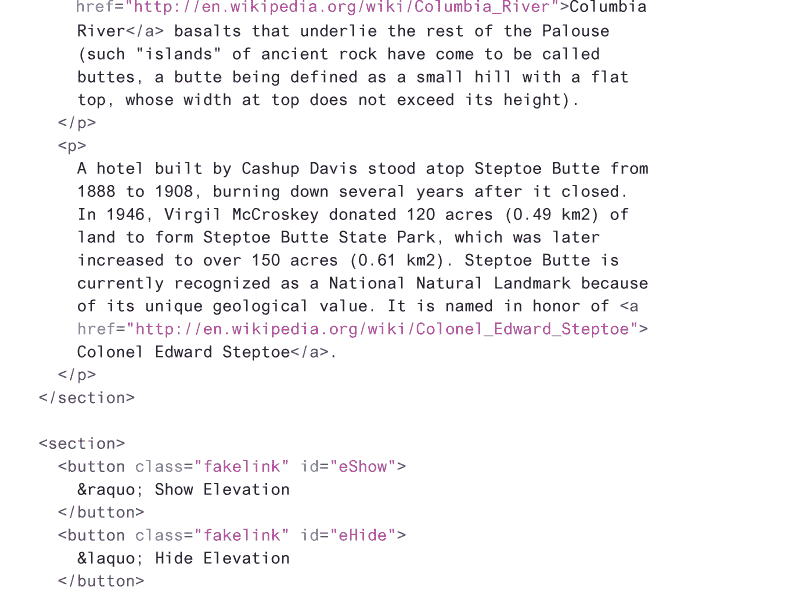 href="http://en.wikipedia.org/wiki/Columbia_River">Columbia
River</a> basalts that underlie the rest of the Palouse
(such "islands" of ancient rock have come to be called
buttes, a butte being defined as a small hill with a flat
top, whose width at top does not exceed its height).
</p>
<p>
A hotel built by Cashup Davis stood atop Steptoe Butte from
1888 to 1908, burning down several years after it closed.
In 1946, Virgil McCroskey donated 120 acres (0.49 km2) of
land to form Steptoe Butte State Park, which was later
increased to over 150 acres (0.61 km2). Steptoe Butte is
currently recognized as a National Natural Landmark because
of its unique geological value. It is named in honor of <a
href="http://en.wikipedia.org/wiki/Colonel_Edward_Steptoe">
Colonel Edward Steptoe</a>.
</p>
</section>
<section>
<button class="fakelink" id="eShow">
&raquo; Show Elevation
</button>
<button class="fakelink" id="eHide">
&laquo; Hide Elevation
</button>